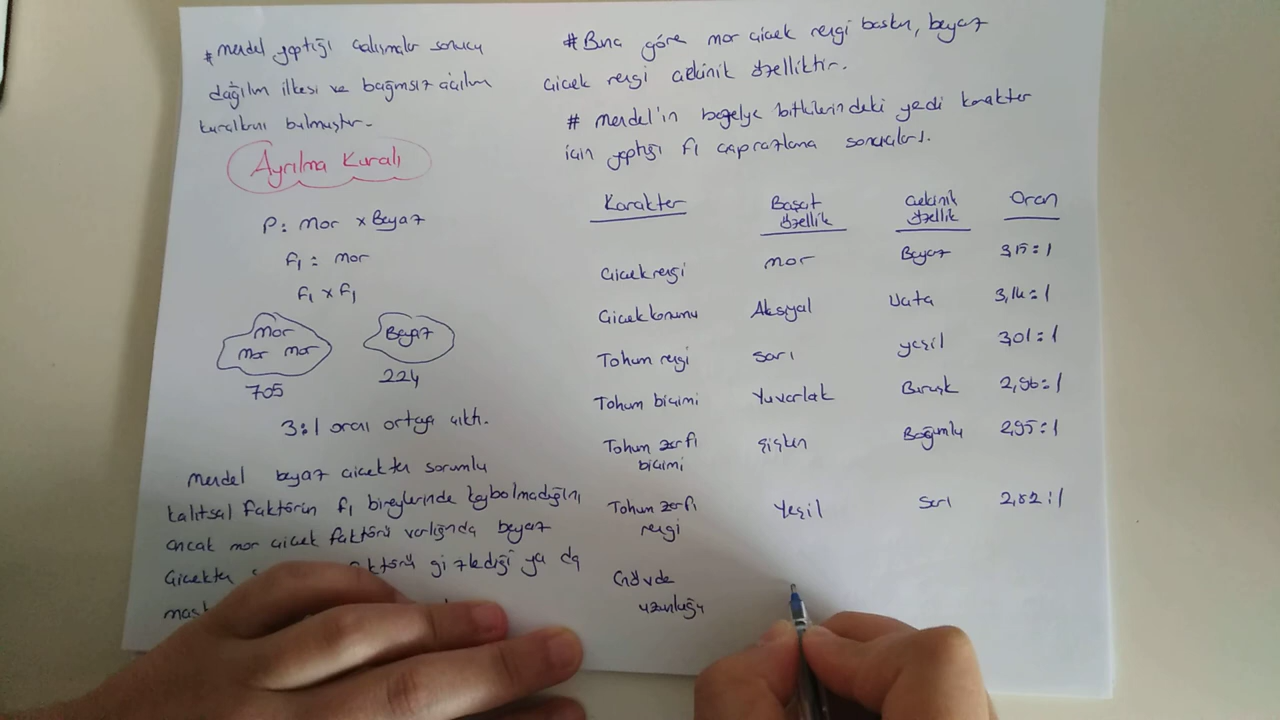 # mendel yaptığı çalışmalar sonucu
dağılım ilkesi ve bağımsız açılım
kuralını bulmuştur.
Ayrılma Kuralı
P: mor x Beyaz
F1 : mor
F1 x F1
mor
mor mor
705
Beyaz
224
3:1 oranı ortaya çıktı.
mendel beyaz çiçekten sorumlu
kalıtsal faktörün F1 bireylerinde kaybolmadığını,
ancak mor çiçek faktörü varlığında beyaz
çiçekten
gizlediği ya da
# Buna göre mor çiçek rengi baskın, beyaz
çiçek rengi çekinik özelliktir.
# mendel'in bezelye bitkilerindeki yedi karakter
için yaptığı F1 çaprazlama sonuçları.
Karakter Başat özellik Çekinik özellik Oran
Çiçek rengi mor Beyaz 3,15:1
Çiçek konumu Aksiyal Uçta 3,14:1
Tohum rengi sarı yeşil 3,01:1
Tohum biçimi Yuvarlak Buruşuk 2,96:1
Tohum zarfı biçimi şişkin Boğumlu 2,95:1
Tohum zarfı rengi Yeşil Sarı 2,82:1
Gövde
uzunluğu